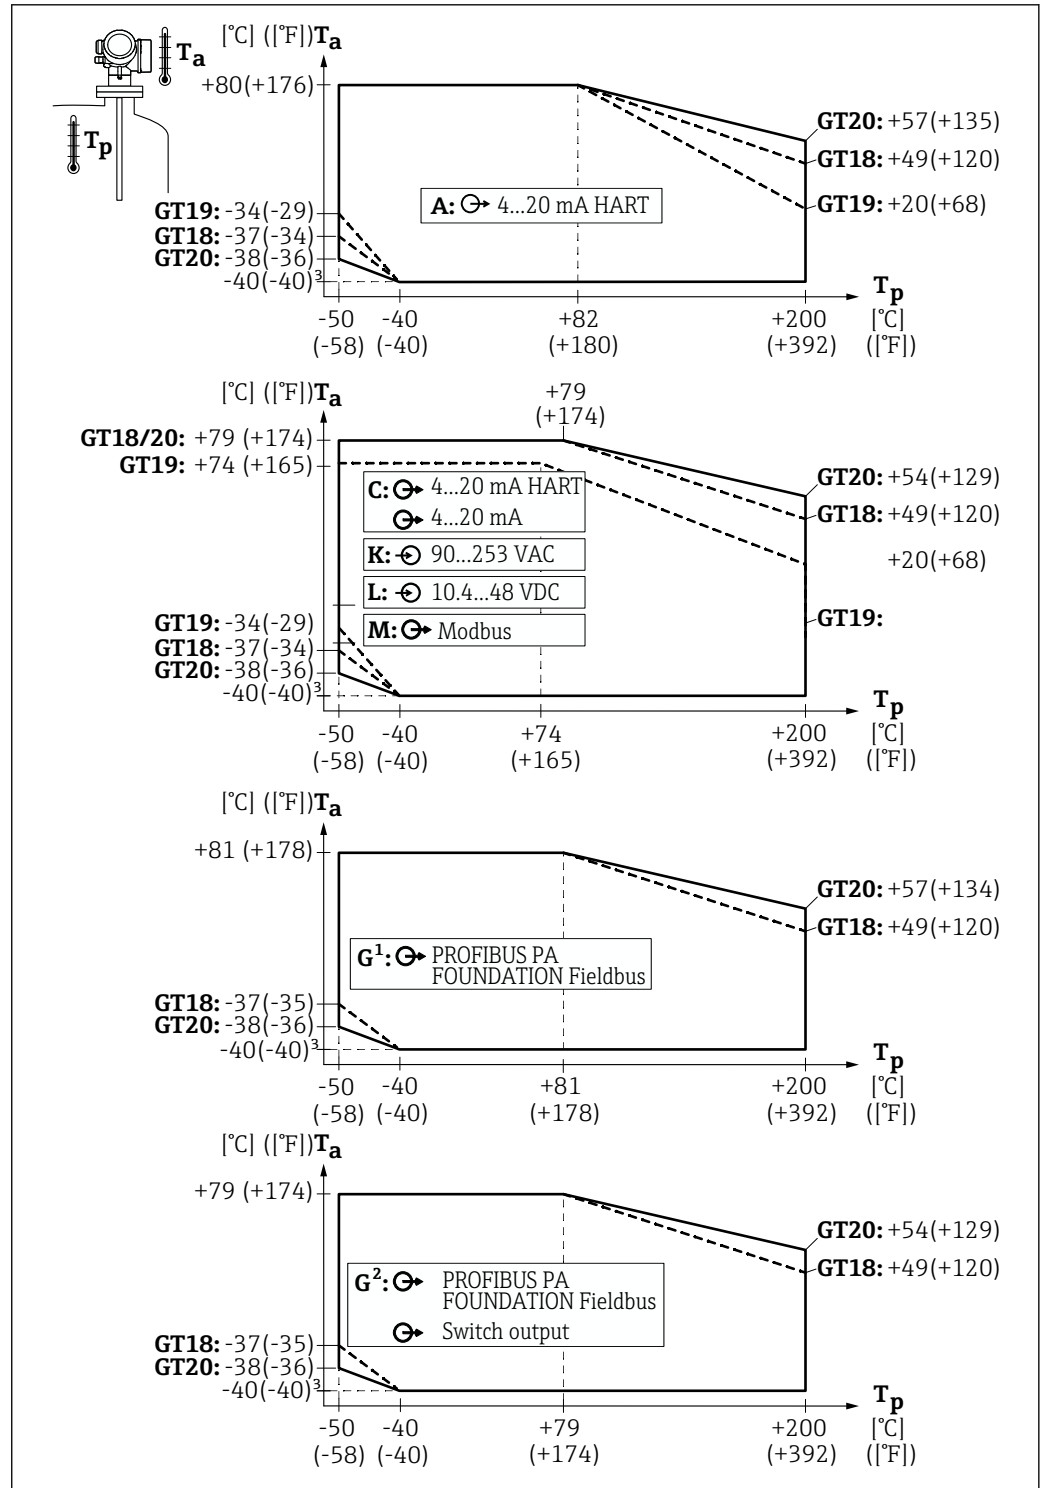 [°C] ([°F])Ta
Ta
+80(+176)
Tp
GT20: +57(+135)
GT18: +49(+120)
A: 4...20 mA HART
GT19: +20(+68)
GT19: -34(-29)
GT18: -37(-34)
GT20: -38(-36)
-40(-40)³
Tp
-50 -40 +82 +200 [°C]
(-58) (-40) (+180) (+392) ([°F])
[°C] ([°F])Ta
+79
(+174)
GT18/20: +79 (+174)
GT19: +74 (+165)
C: 4...20 mA HART
4...20 mA
K: 90...253 VAC
L: 10.4...48 VDC
M: Modbus
GT20: +54(+129)
GT18: +49(+120)
+20(+68)
GT19:
GT19: -34(-29)
GT18: -37(-34)
GT20: -38(-36)
-40(-40)³
Tp
-50 -40 +74 +200 [°C]
(-58) (-40) (+165) (+392) ([°F])
[°C] ([°F])Ta
+81 (+178)
GT20: +57(+134)
GT18: +49(+120)
G¹: PROFIBUS PA
FOUNDATION Fieldbus
GT18: -37(-35)
GT20: -38(-36)
-40(-40)³
Tp
-50 -40 +81 +200 [°C]
(-58) (-40) (+178) (+392) ([°F])
[°C] ([°F])Ta
+79 (+174)
GT20: +54(+129)
GT18: +49(+120)
G²: PROFIBUS PA
FOUNDATION Fieldbus
Switch output
GT18: -37(-35)
GT20: -38(-36)
-40(-40)³
Tp
-50 -40 +79 +200 [°C]
(-58) (-40) (+174) (+392) ([°F])